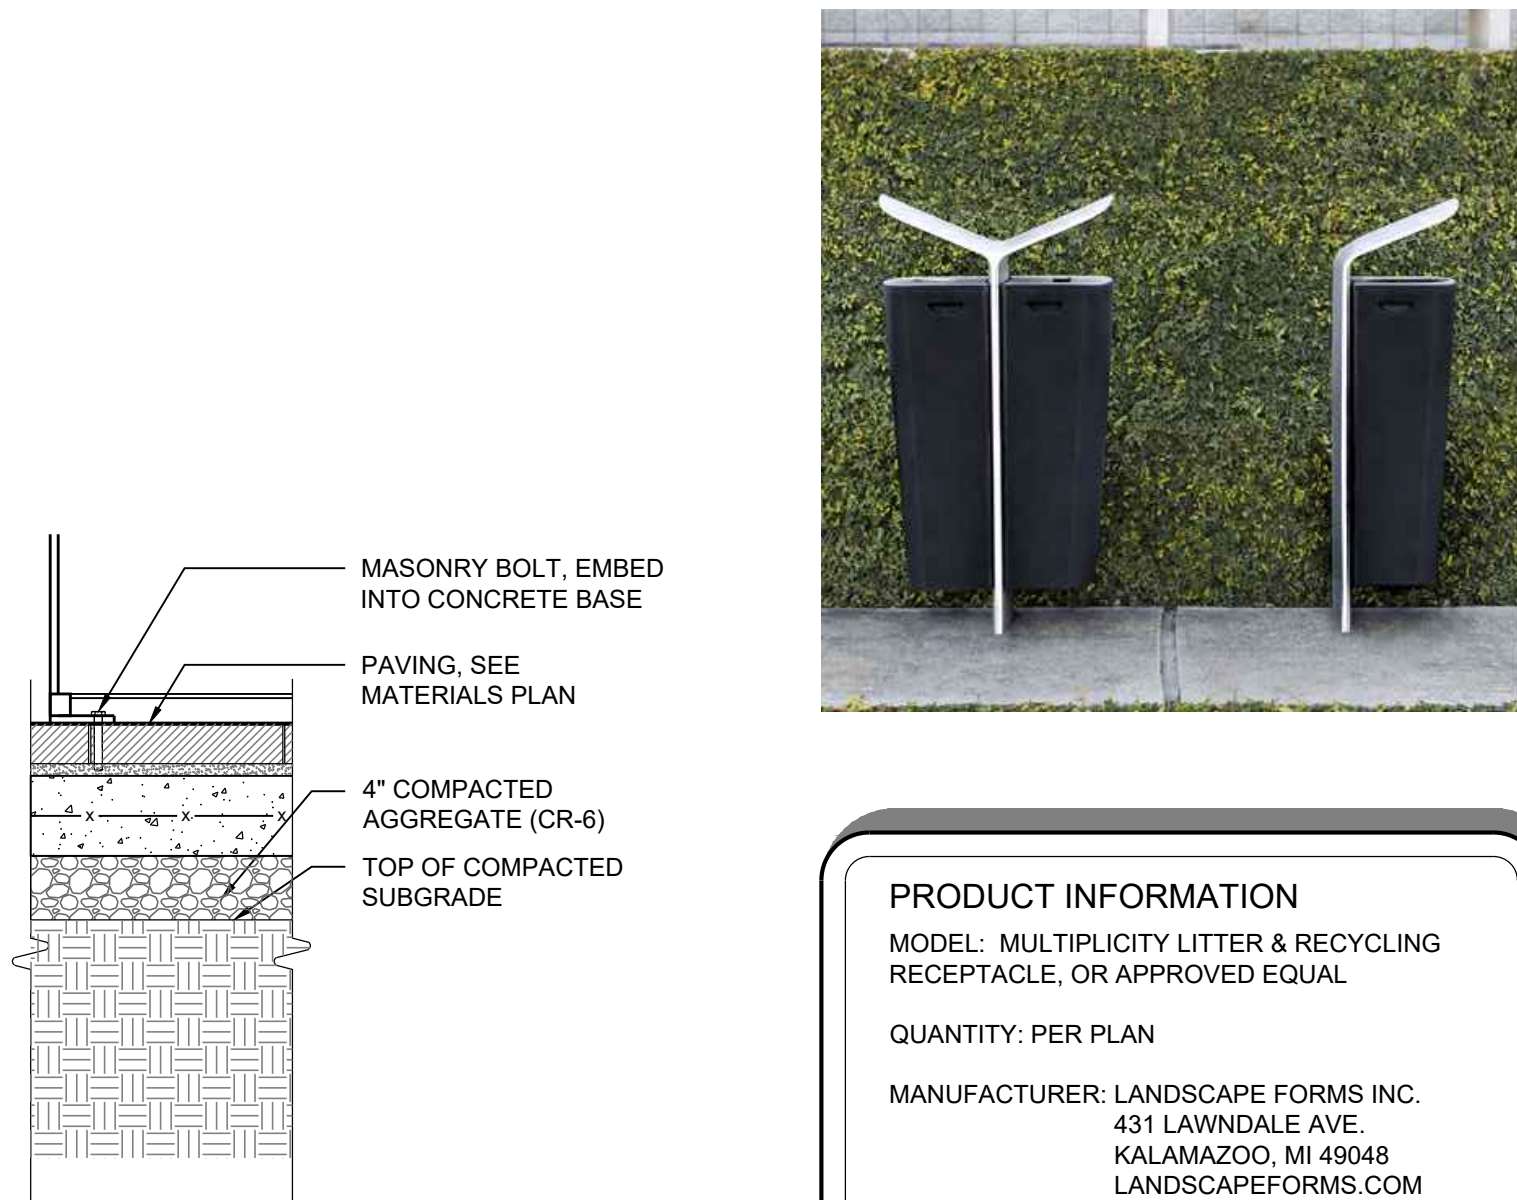 MASONRY BOLT, EMBED
INTO CONCRETE BASE
PAVING, SEE
MATERIALS PLAN
4" COMPACTED
AGGREGATE (CR-6)
TOP OF COMPACTED
SUBGRADE
X X X
PRODUCT INFORMATION
MODEL: MULTIPLICITY LITTER & RECYCLING
RECEPTACLE, OR APPROVED EQUAL
QUANTITY: PER PLAN
MANUFACTURER: LANDSCAPE FORMS INC.
431 LAWNDALE AVE.
KALAMAZOO, MI 49048
LANDSCAPEFORMS.COM